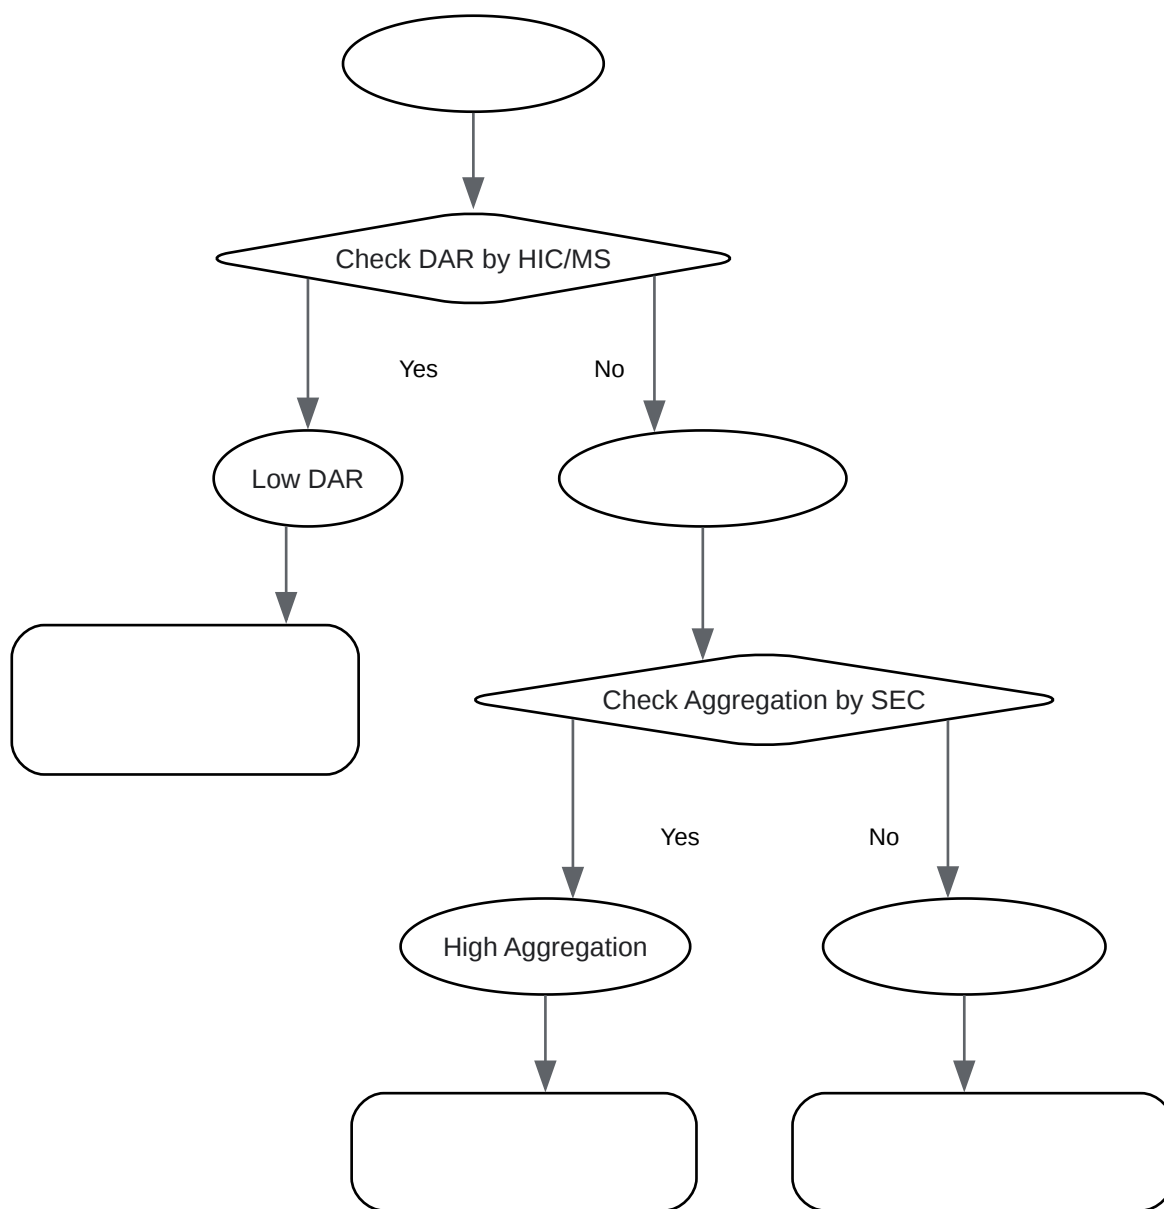 Check DAR by HIC/MS
Yes
No
Low DAR
Check Aggregation by SEC
Yes
No
High Aggregation